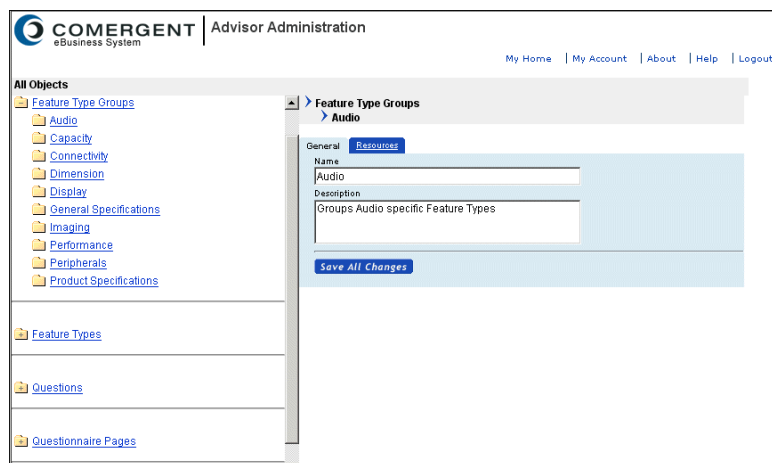 COMERGENT
eBusiness System
Advisor Administration
My Home | My Account | About | Help | Logout
All Objects
Feature Type Groups
Audio
Capacity
Connectivity
Dimension
Display
General Specifications
Imaging
Performance
Peripherals
Product Specifications
Feature Types
Questions
Questionnaire Pages
Feature Type Groups
Audio
General Resources
Name
Audio
Description
Groups Audio specific Feature Types
Save All Changes